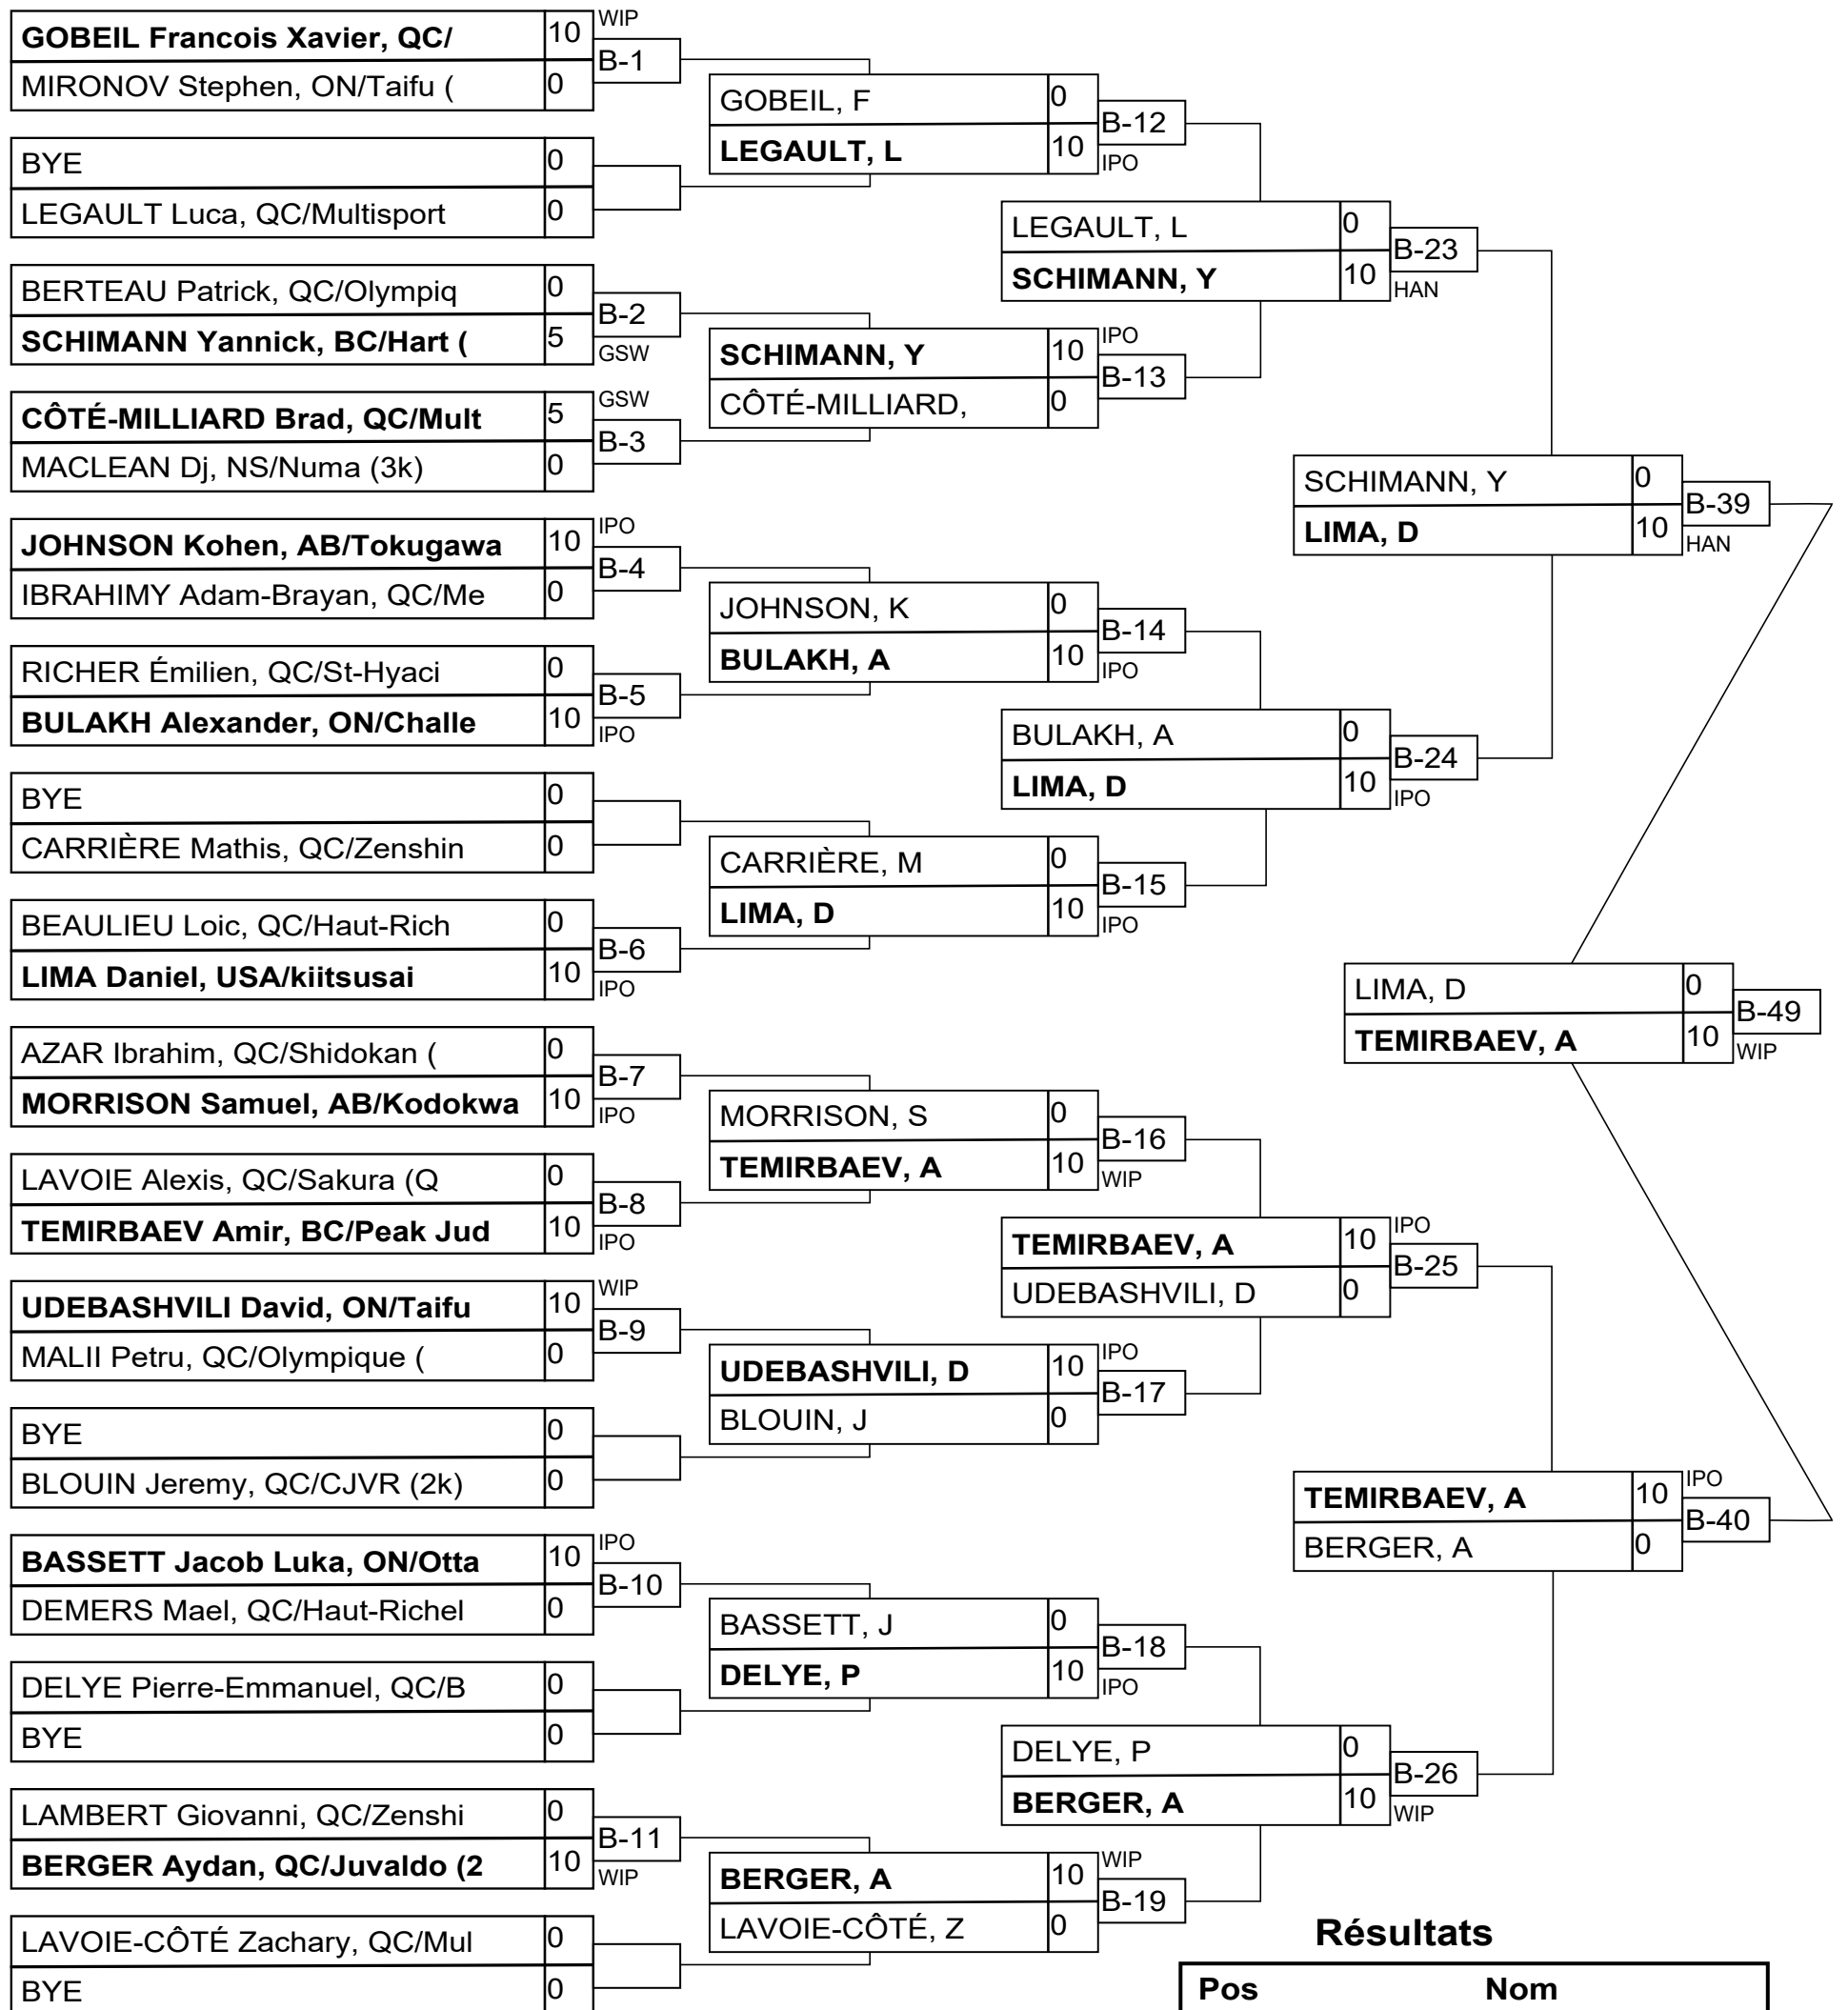 GOBEIL Francois Xavier, QC/ 10 WIP
B-1
MIRONOV Stephen, ON/Taifu ( 0
BYE 0
LEGAULT Luca, QC/Multisport 0
BERTEAU Patrick, QC/Olympiq 0
B-2
SCHIMANN Yannick, BC/Hart ( 5 GSW
CÔTÉ-MILLIARD Brad, QC/Mult 5 GSW
B-3
MACLEAN Dj, NS/Numa (3k) 0
JOHNSON Kohen, AB/Tokugawa 10 IPO
B-4
IBRAHIMY Adam-Brayan, QC/Me 0
RICHER Émilien, QC/St-Hyaci 0
B-5
BULAKH Alexander, ON/Challe 10 IPO
BYE 0
CARRIÈRE Mathis, QC/Zenshin 0
BEAULIEU Loic, QC/Haut-Rich 0
B-6
LIMA Daniel, USA/kiitsusai 10 IPO
AZAR Ibrahim, QC/Shidokan ( 0
B-7
MORRISON Samuel, AB/Kodokwa 10 IPO
LAVOIE Alexis, QC/Sakura (Q 0
B-8
TEMIRBAEV Amir, BC/Peak Jud 10 IPO
UDEBASHVILI David, ON/Taifu 10 WIP
B-9
MALII Petru, QC/Olympique ( 0
BYE 0
BLOUIN Jeremy, QC/CJVR (2k) 0
BASSETT Jacob Luka, ON/Otta 10 IPO
B-10
DEMERS Mael, QC/Haut-Richel 0
DELYE Pierre-Emmanuel, QC/B 0
BYE 0
LAMBERT Giovanni, QC/Zenshi 0
B-11
BERGER Aydan, QC/Juvaldo (2 10 WIP
LAVOIE-CÔTÉ Zachary, QC/Mul 0
BYE 0
GOBEIL, F 0
B-12
LEGAULT, L 10 IPO
SCHIMANN, Y 10 IPO
B-13
CÔTÉ-MILLIARD, 0
JOHNSON, K 0
B-14
BULAKH, A 10 IPO
CARRIÈRE, M 0
B-15
LIMA, D 10 IPO
MORRISON, S 0
B-16
TEMIRBAEV, A 10 WIP
UDEBASHVILI, D 10 IPO
B-17
BLOUIN, J 0
BASSETT, J 0
B-18
DELYE, P 10 IPO
BERGER, A 10 WIP
B-19
LAVOIE-CÔTÉ, Z 0
LEGAULT, L 0
B-23
SCHIMANN, Y 10 HAN
BULAKH, A 0
B-24
LIMA, D 10 IPO
TEMIRBAEV, A 10 IPO
B-25
UDEBASHVILI, D 0
DELYE, P 0
B-26
BERGER, A 10 WIP
SCHIMANN, Y 0
B-39
LIMA, D 10 HAN
TEMIRBAEV, A 10 IPO
B-40
BERGER, A 0
LIMA, D 0
B-49
TEMIRBAEV, A 10 WIP
Résultats
Pos Nom